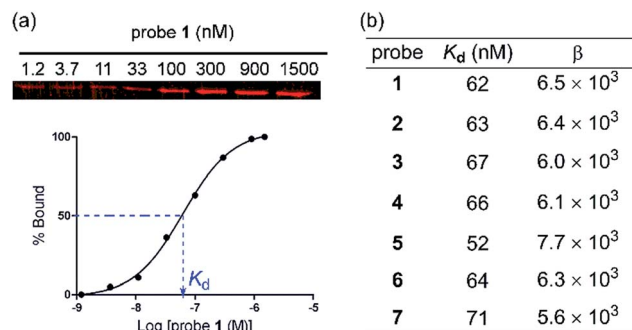 (a)
probe 1 (nM)
1.2 3.7 11 33 100 300 900 1500
100
50
0
% Bound
Kd
-9 -8 -7 -6 -5
Log [probe 1 (M)]
(b)
probe Kd (nM) β
1 62 6.5 × 10³
2 63 6.4 × 10³
3 67 6.0 × 10³
4 66 6.1 × 10³
5 52 7.7 × 10³
6 64 6.3 × 10³
7 71 5.6 × 10³